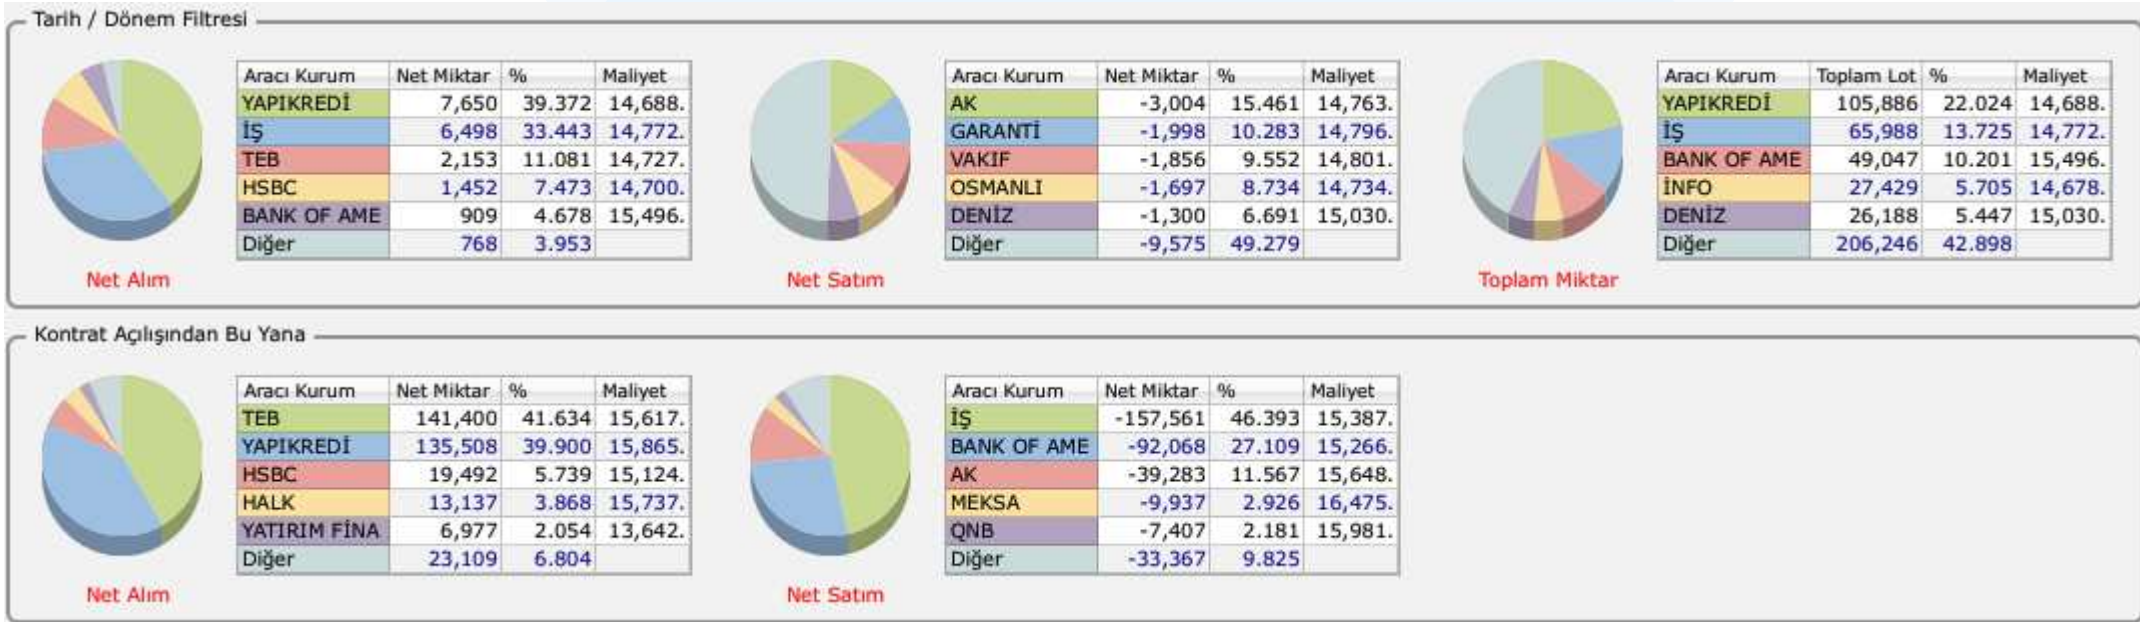 Tarih / Dönem Filtresi
Aracı Kurum Net Miktar % Maliyet
YAPIKREDİ 7,650 39.372 14,688.
İŞ 6,498 33.443 14,772.
TEB 2,153 11.081 14,727.
HSBC 1,452 7.473 14,700.
BANK OF AME 909 4.678 15,496.
Diğer 768 3.953
Net Alım
Aracı Kurum Net Miktar % Maliyet
AK -3,004 15.461 14,763.
GARANTİ -1,998 10.283 14,796.
VAKIF -1,856 9.552 14,801.
OSMANLI -1,697 8.734 14,734.
DENİZ -1,300 6.691 15,030.
Diğer -9,575 49.279
Net Satım
Aracı Kurum Toplam Lot % Maliyet
YAPIKREDİ 105,886 22.024 14,688.
İŞ 65,988 13.725 14,772.
BANK OF AME 49,047 10.201 15,496.
İNFO 27,429 5.705 14,678.
DENİZ 26,188 5.447 15,030.
Diğer 206,246 42.898
Toplam Miktar
Kontrat Açılışından Bu Yana
Aracı Kurum Net Miktar % Maliyet
TEB 141,400 41.634 15,617.
YAPIKREDİ 135,508 39.900 15,865.
HSBC 19,492 5.739 15,124.
HALK 13,137 3.868 15,737.
YATIRIM FİNA 6,977 2.054 13,642.
Diğer 23,109 6.804
Net Alım
Aracı Kurum Net Miktar % Maliyet
İŞ -157,561 46.393 15,387.
BANK OF AME -92,068 27.109 15,266.
AK -39,283 11.567 15,648.
MEKSA -9,937 2.926 16,475.
QNB -7,407 2.181 15,981.
Diğer -33,367 9.825
Net Satım